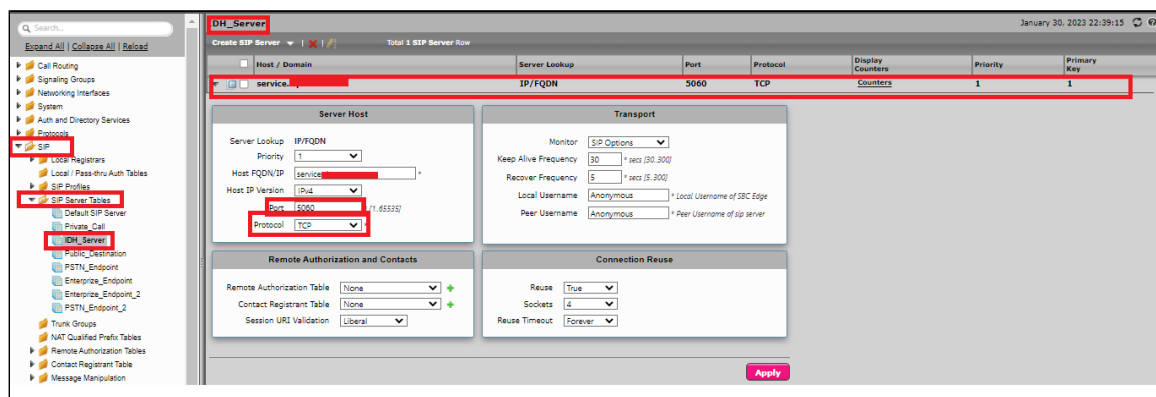 Search...
Expand All | Collapse All | Reload
Call Routing
Signaling Groups
Networking Interfaces
System
Auth and Directory Services
Protocols
SIP
Local Registrars
Local / Pass-thru Auth Tables
SIP Profiles
SIP Server Tables
Default SIP Server
Private_Call
IDH_Server
Public_Destination
PSTN_Endpoint
Enterprize_Endpoint
Enterprize_Endpoint_2
PSTN_Endpoint_2
Trunk Groups
NAT Qualified Prefix Tables
Remote Authorization Tables
Contact Registrant Table
Message Manipulation
DH_Server January 30, 2023 22:39:15
Create SIP Server | | Total 1 SIP Server Row
Host / Domain Server Lookup Port Protocol Display Counters Priority Primary Key
service. IP/FQDN 5060 TCP Counters 1 1
Server Host
Server Lookup IP/FQDN
Priority 1
Host FQDN/IP service *
Host IP Version IPv4
Port 5060 [1..65535]
Protocol TCP
Transport
Monitor SIP Options
Keep Alive Frequency 30 * secs [30..300]
Recover Frequency 5 * secs [5..300]
Local Username Anonymous * Local Username of SBC Edge
Peer Username Anonymous * Peer Username of sip server
Remote Authorization and Contacts
Remote Authorization Table None
Contact Registrant Table None
Session URI Validation Liberal
Connection Reuse
Reuse True
Sockets 4
Reuse Timeout Forever
Apply